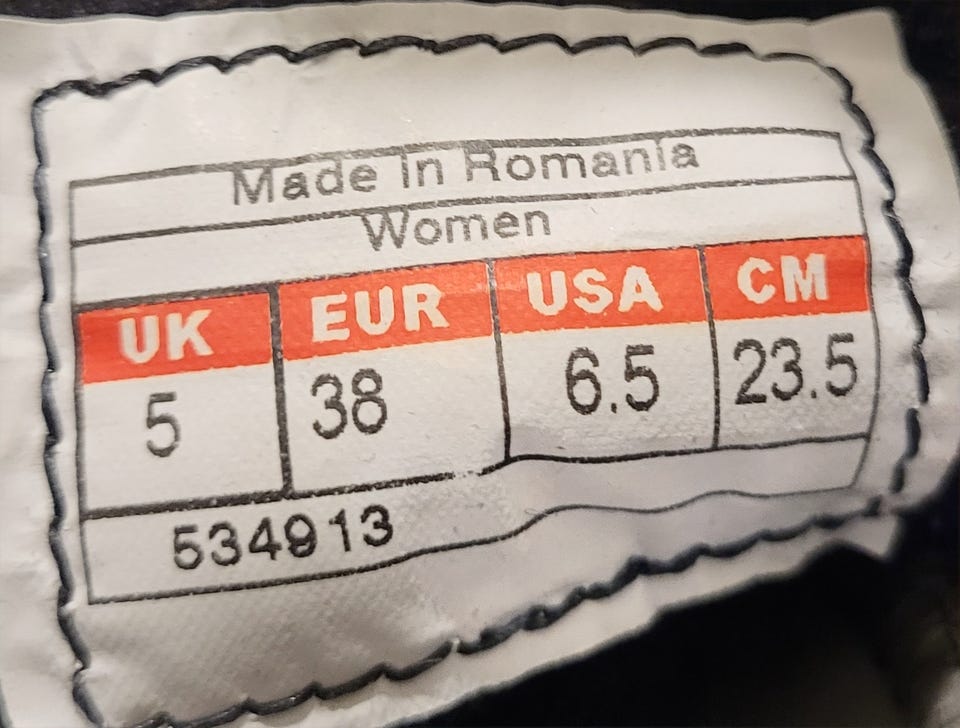 Made In Romania
Women
UK EUR USA CM
5 38 6.5 23.5
534913